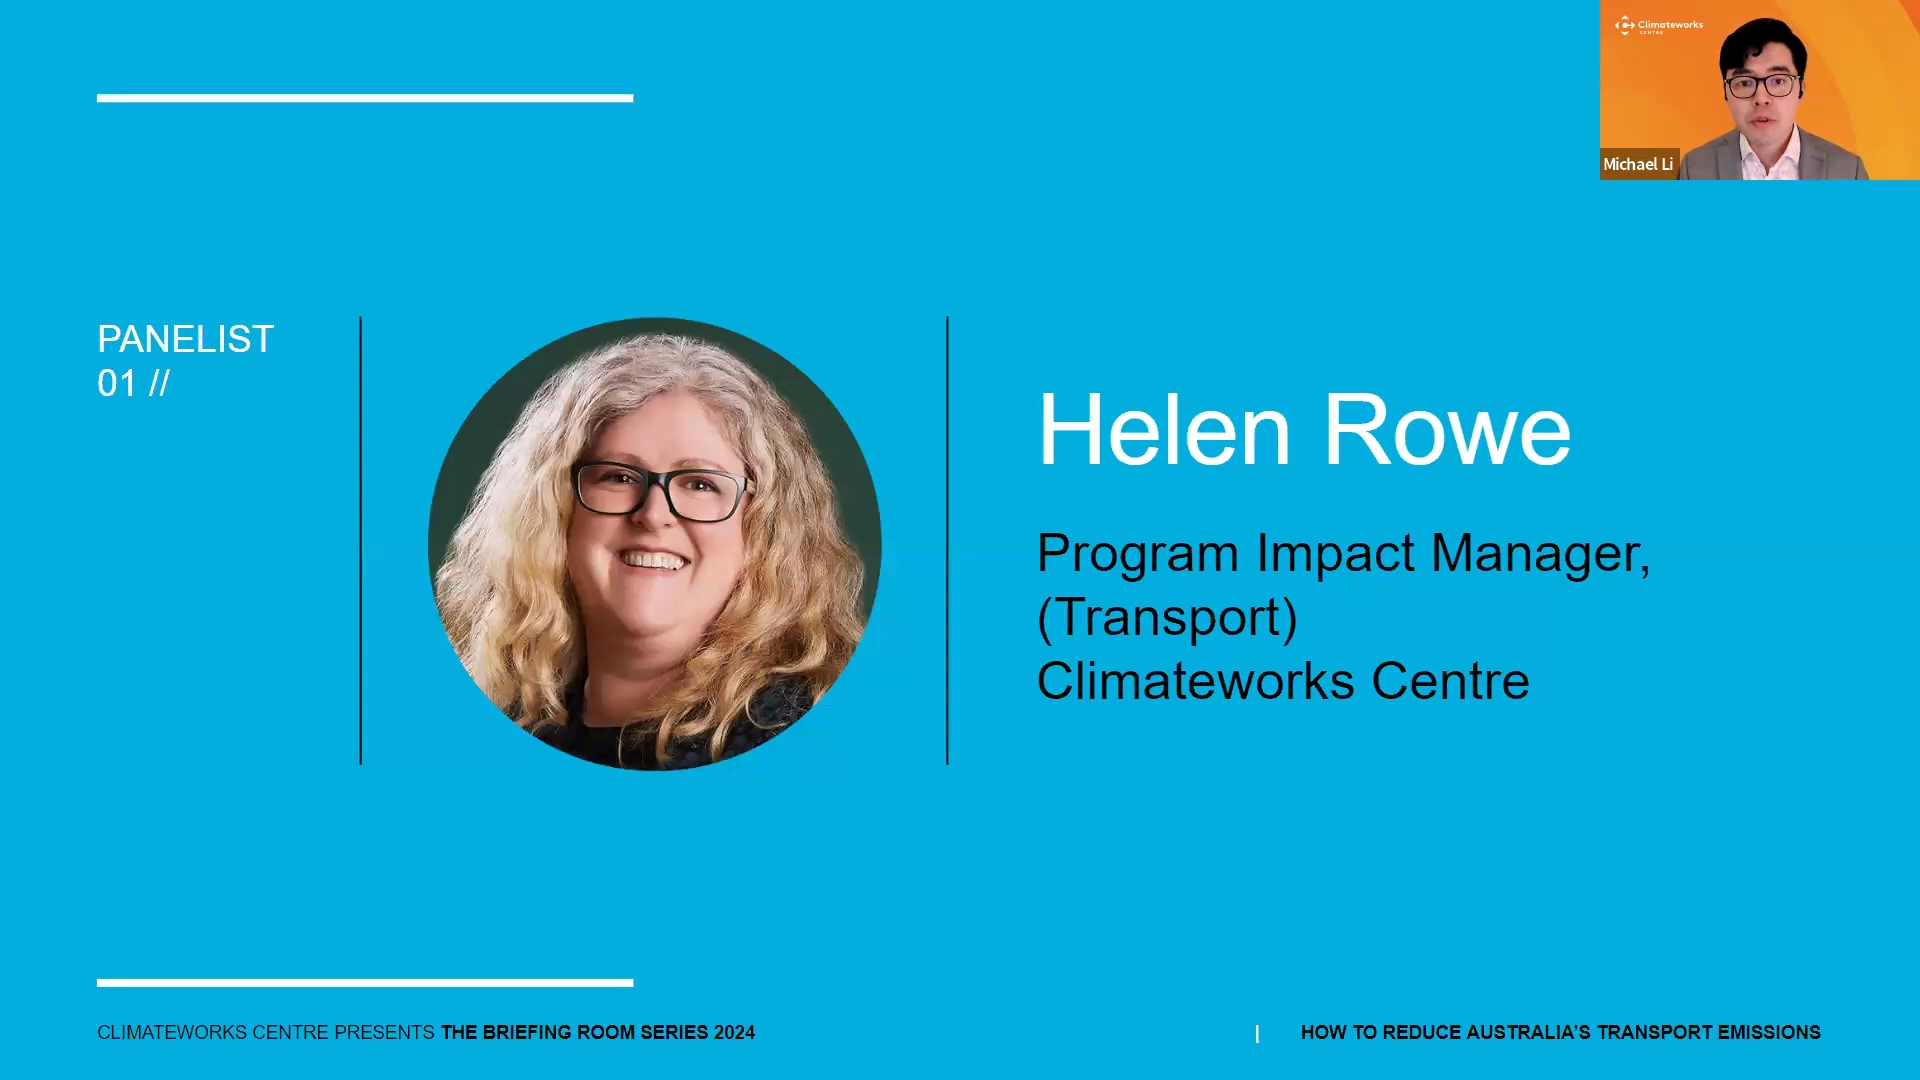 Climateworks
CENTRE
Michael Li
PANELIST
01 //
Helen Rowe
Program Impact Manager,
(Transport)
Climateworks Centre
CLIMATEWORKS CENTRE PRESENTS THE BRIEFING ROOM SERIES 2024
| HOW TO REDUCE AUSTRALIA’S TRANSPORT EMISSIONS